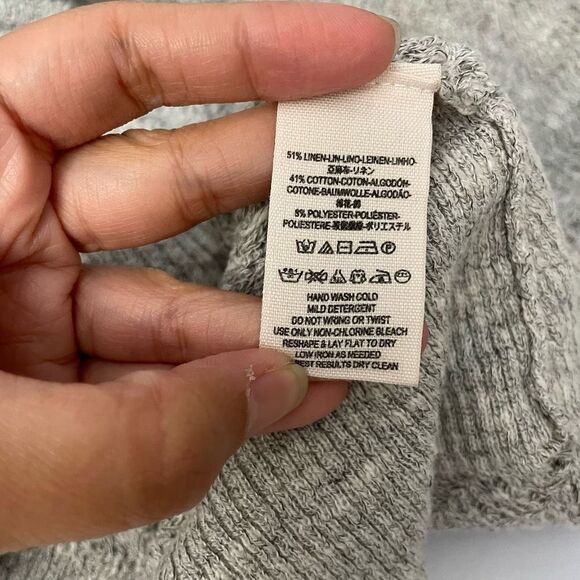 51% LINEN-LIN-LINO-LEINEN-LINHO-
亞麻布-リネン
41% COTTON-COTON-ALGODÓN-
COTONE-BAUMWOLLE-ALGODÃO-
棉花-綿
8% POLYESTER-POLIÉSTER-
POLIESTERE-聚酯纖維-ポリエステル
HAND WASH COLD
MILD DETERGENT
DO NOT WRING OR TWIST
USE ONLY NON-CHLORINE BLEACH
RESHAPE & LAY FLAT TO DRY
LOW IRON AS NEEDED
BEST RESULTS DRY CLEAN